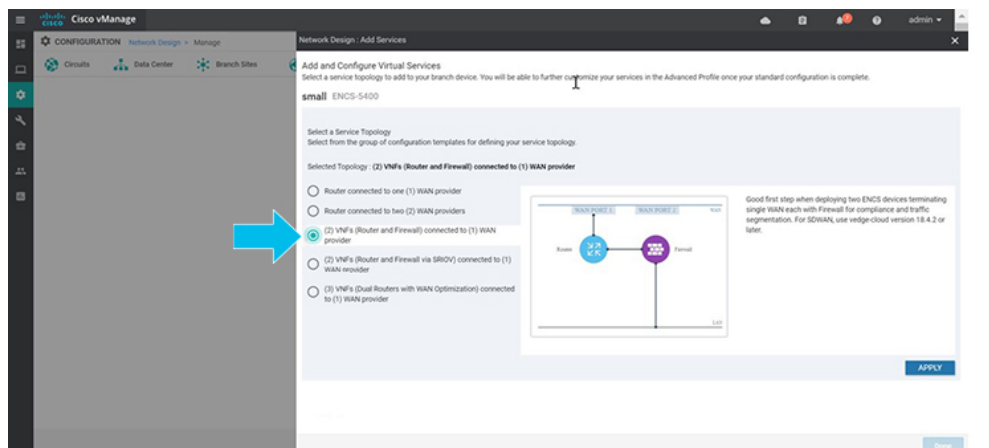 cisco Cisco vManage
admin
CONFIGURATION Network Design > Manage
Network Design : Add Services
Circuits
Data Center
Branch Sites
Add and Configure Virtual Services
Select a service topology to add to your branch device. You will be able to further customize your services in the Advanced Profile once your standard configuration is complete.
small ENCS-5400
Select a Service Topology
Select from the group of configuration templates for defining your service topology.
Selected Topology : (2) VNFs (Router and Firewall) connected to (1) WAN provider
Router connected to one (1) WAN provider
Router connected to two (2) WAN providers
(2) VNFs (Router and Firewall) connected to (1) WAN
provider
(2) VNFs (Router and Firewall via SRIOV) connected to (1)
WAN provider
(3) VNFs (Dual Routers with WAN Optimization) connected
to (1) WAN provider
WAN PORT 1
WAN PORT 2
WAN
Router
Firewall
LAN
Good first step when deploying two ENCS devices terminating
single WAN each with Firewall for compliance and traffic
segmentation. For SDWAN, use vedge-cloud version 18.4.2 or
later.
APPLY
Done